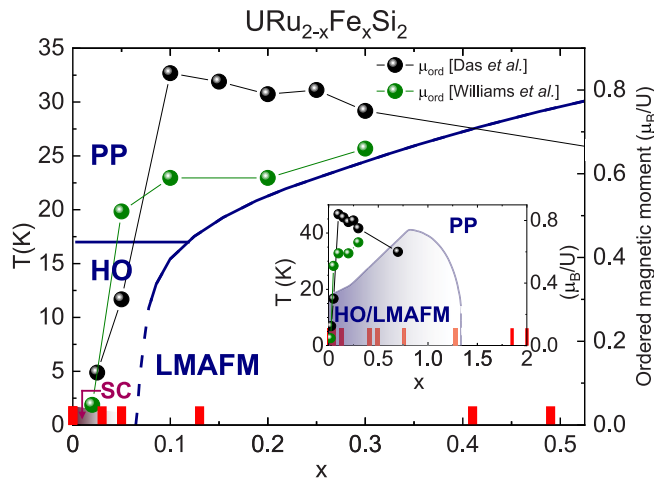 URu2-xFexSi2
35
30
25
20
15
10
5
0
T(K)
0
0.1
0.2
0.3
0.4
0.5
x
0.8
0.6
0.4
0.2
0.0
Ordered magnetic moment (μB/U)
μord [Das et al.]
μord [Williams et al.]
PP
HO
LMAFM
SC
40
20
0
T (K)
PP
HO/LMAFM
0.8
0.4
0.0
(μB/U)
0
0.5
1.0
1.5
2
x